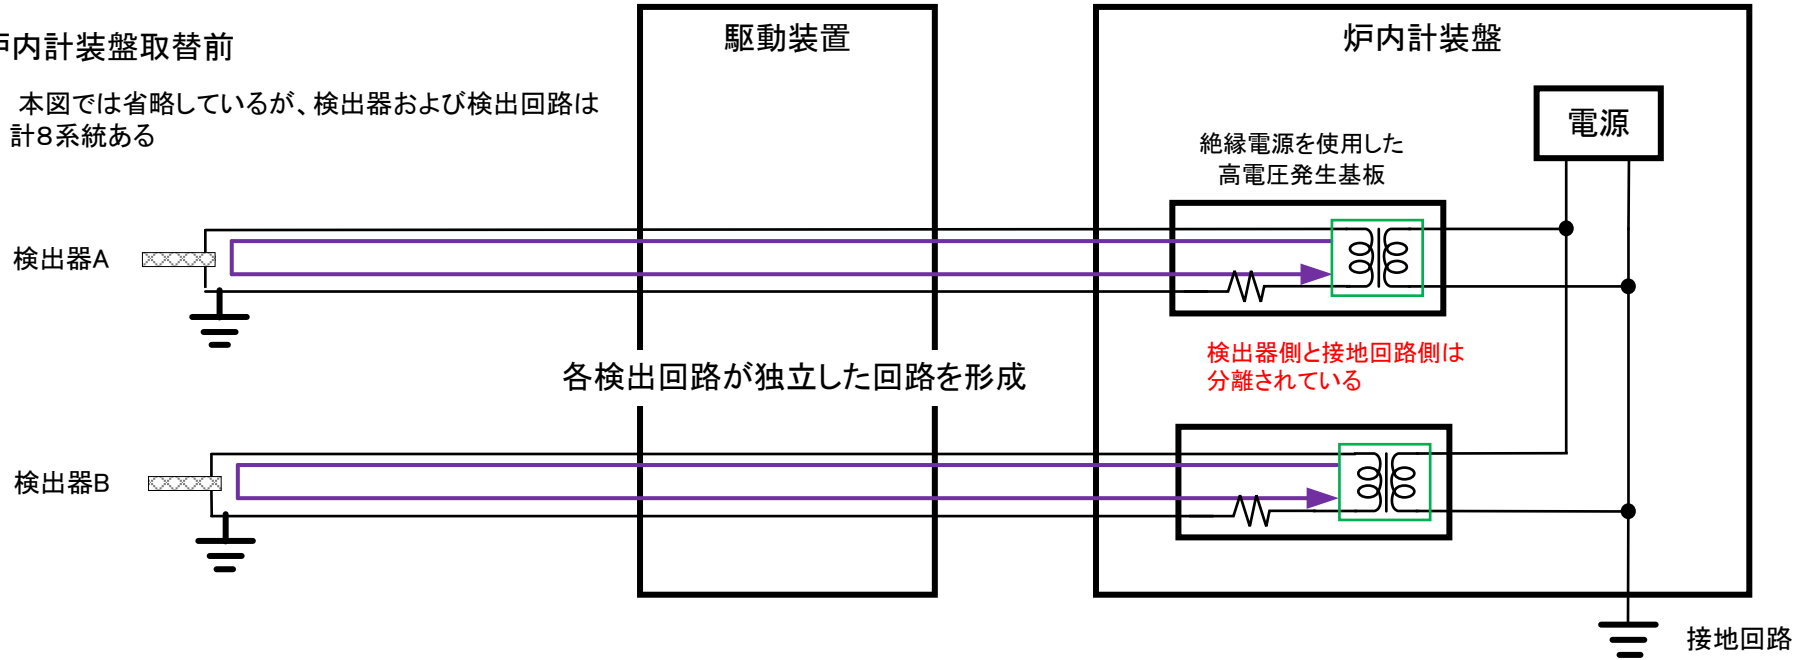 内計装盤取替前
駆動装置
炉内計装盤
本図では省略しているが、検出器および検出回路は
計8系統ある
電源
絶縁電源を使用した
高電圧発生基板
検出器A
検出器側と接地回路側は
分離されている
各検出回路が独立した回路を形成
検出器B
接地回路